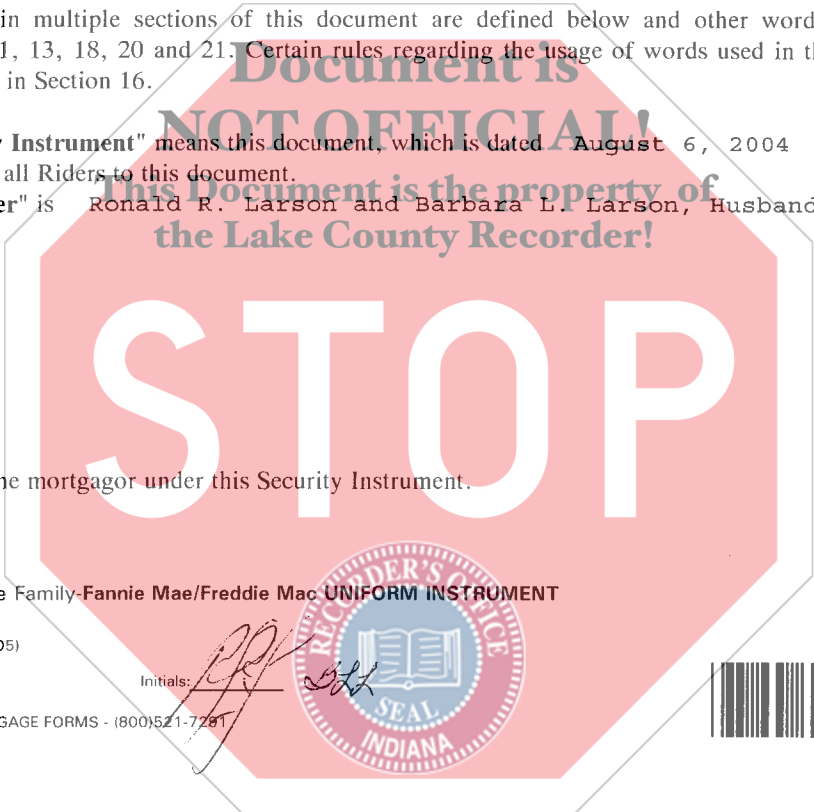 in multiple sections of this document are defined below and other word
1, 13, 18, 20 and 21. Certain rules regarding the usage of words used in th
in Section 16.
Document is
NOT OFFICIAL!
y Instrument" means this document, which is dated August 6, 2004
all Riders to this document.
This Document is the property of
er" is Ronald R. Larson and Barbara L. Larson, Husband
the Lake County Recorder!
STOP
he mortgagor under this Security Instrument.
e Family-Fannie Mae/Freddie Mac UNIFORM INSTRUMENT
05)
Initials: BLL
GAGE FORMS - (800)521-7291
RECORDER'S OFFICE
SEAL
INDIANA